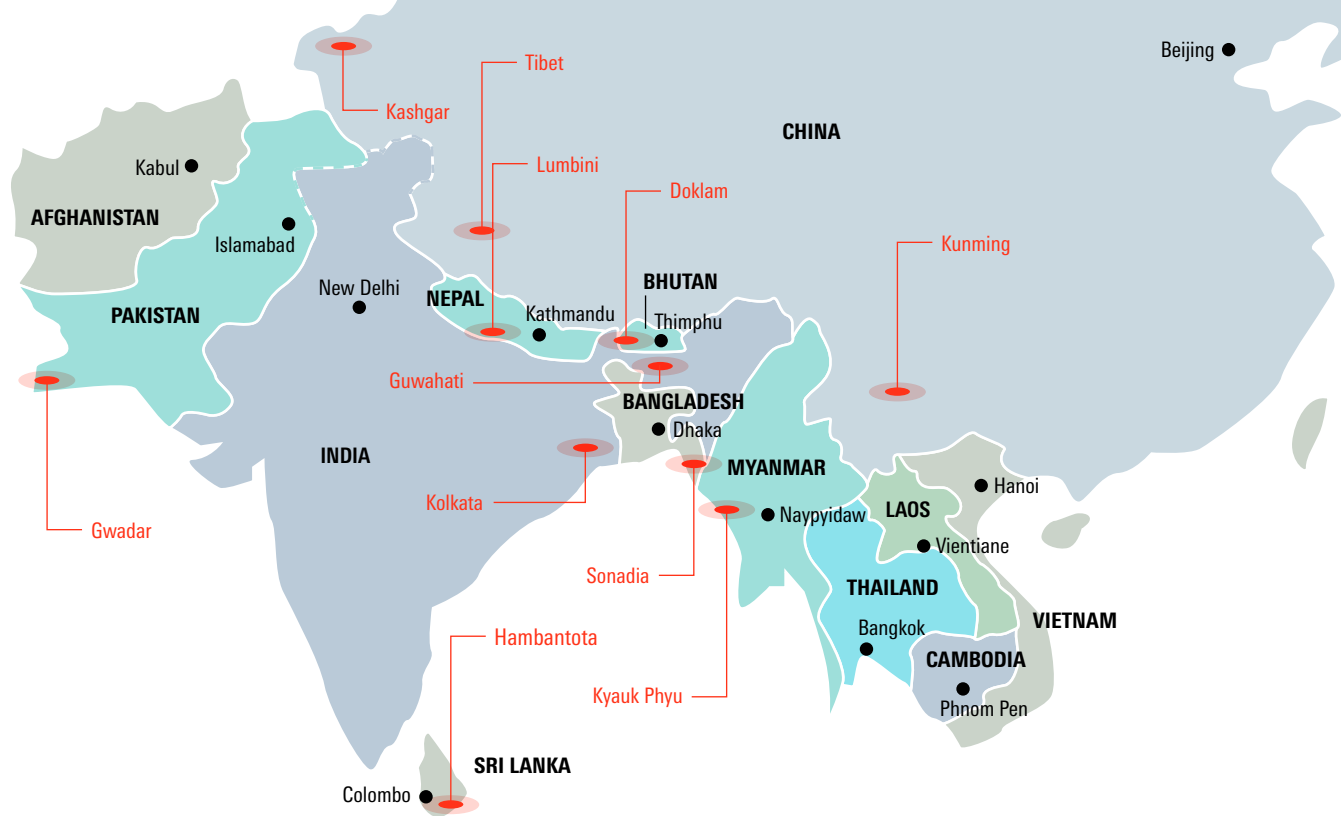 Beijing
Tibet
Kashgar
CHINA
Kabul
Lumbini
Doklam
AFGHANISTAN
Islamabad
Kunming
BHUTAN
New Delhi
NEPAL
PAKISTAN
Kathmandu
Thimphu
Guwahati
BANGLADESH
Dhaka
INDIA
MYANMAR
Hanoi
Kolkata
LAOS
Naypyidaw
Gwadar
Vientiane
Sonadia
THAILAND
VIETNAM
Bangkok
Hambantota
CAMBODIA
Kyauk Phyu
Phnom Pen
SRI LANKA
Colombo